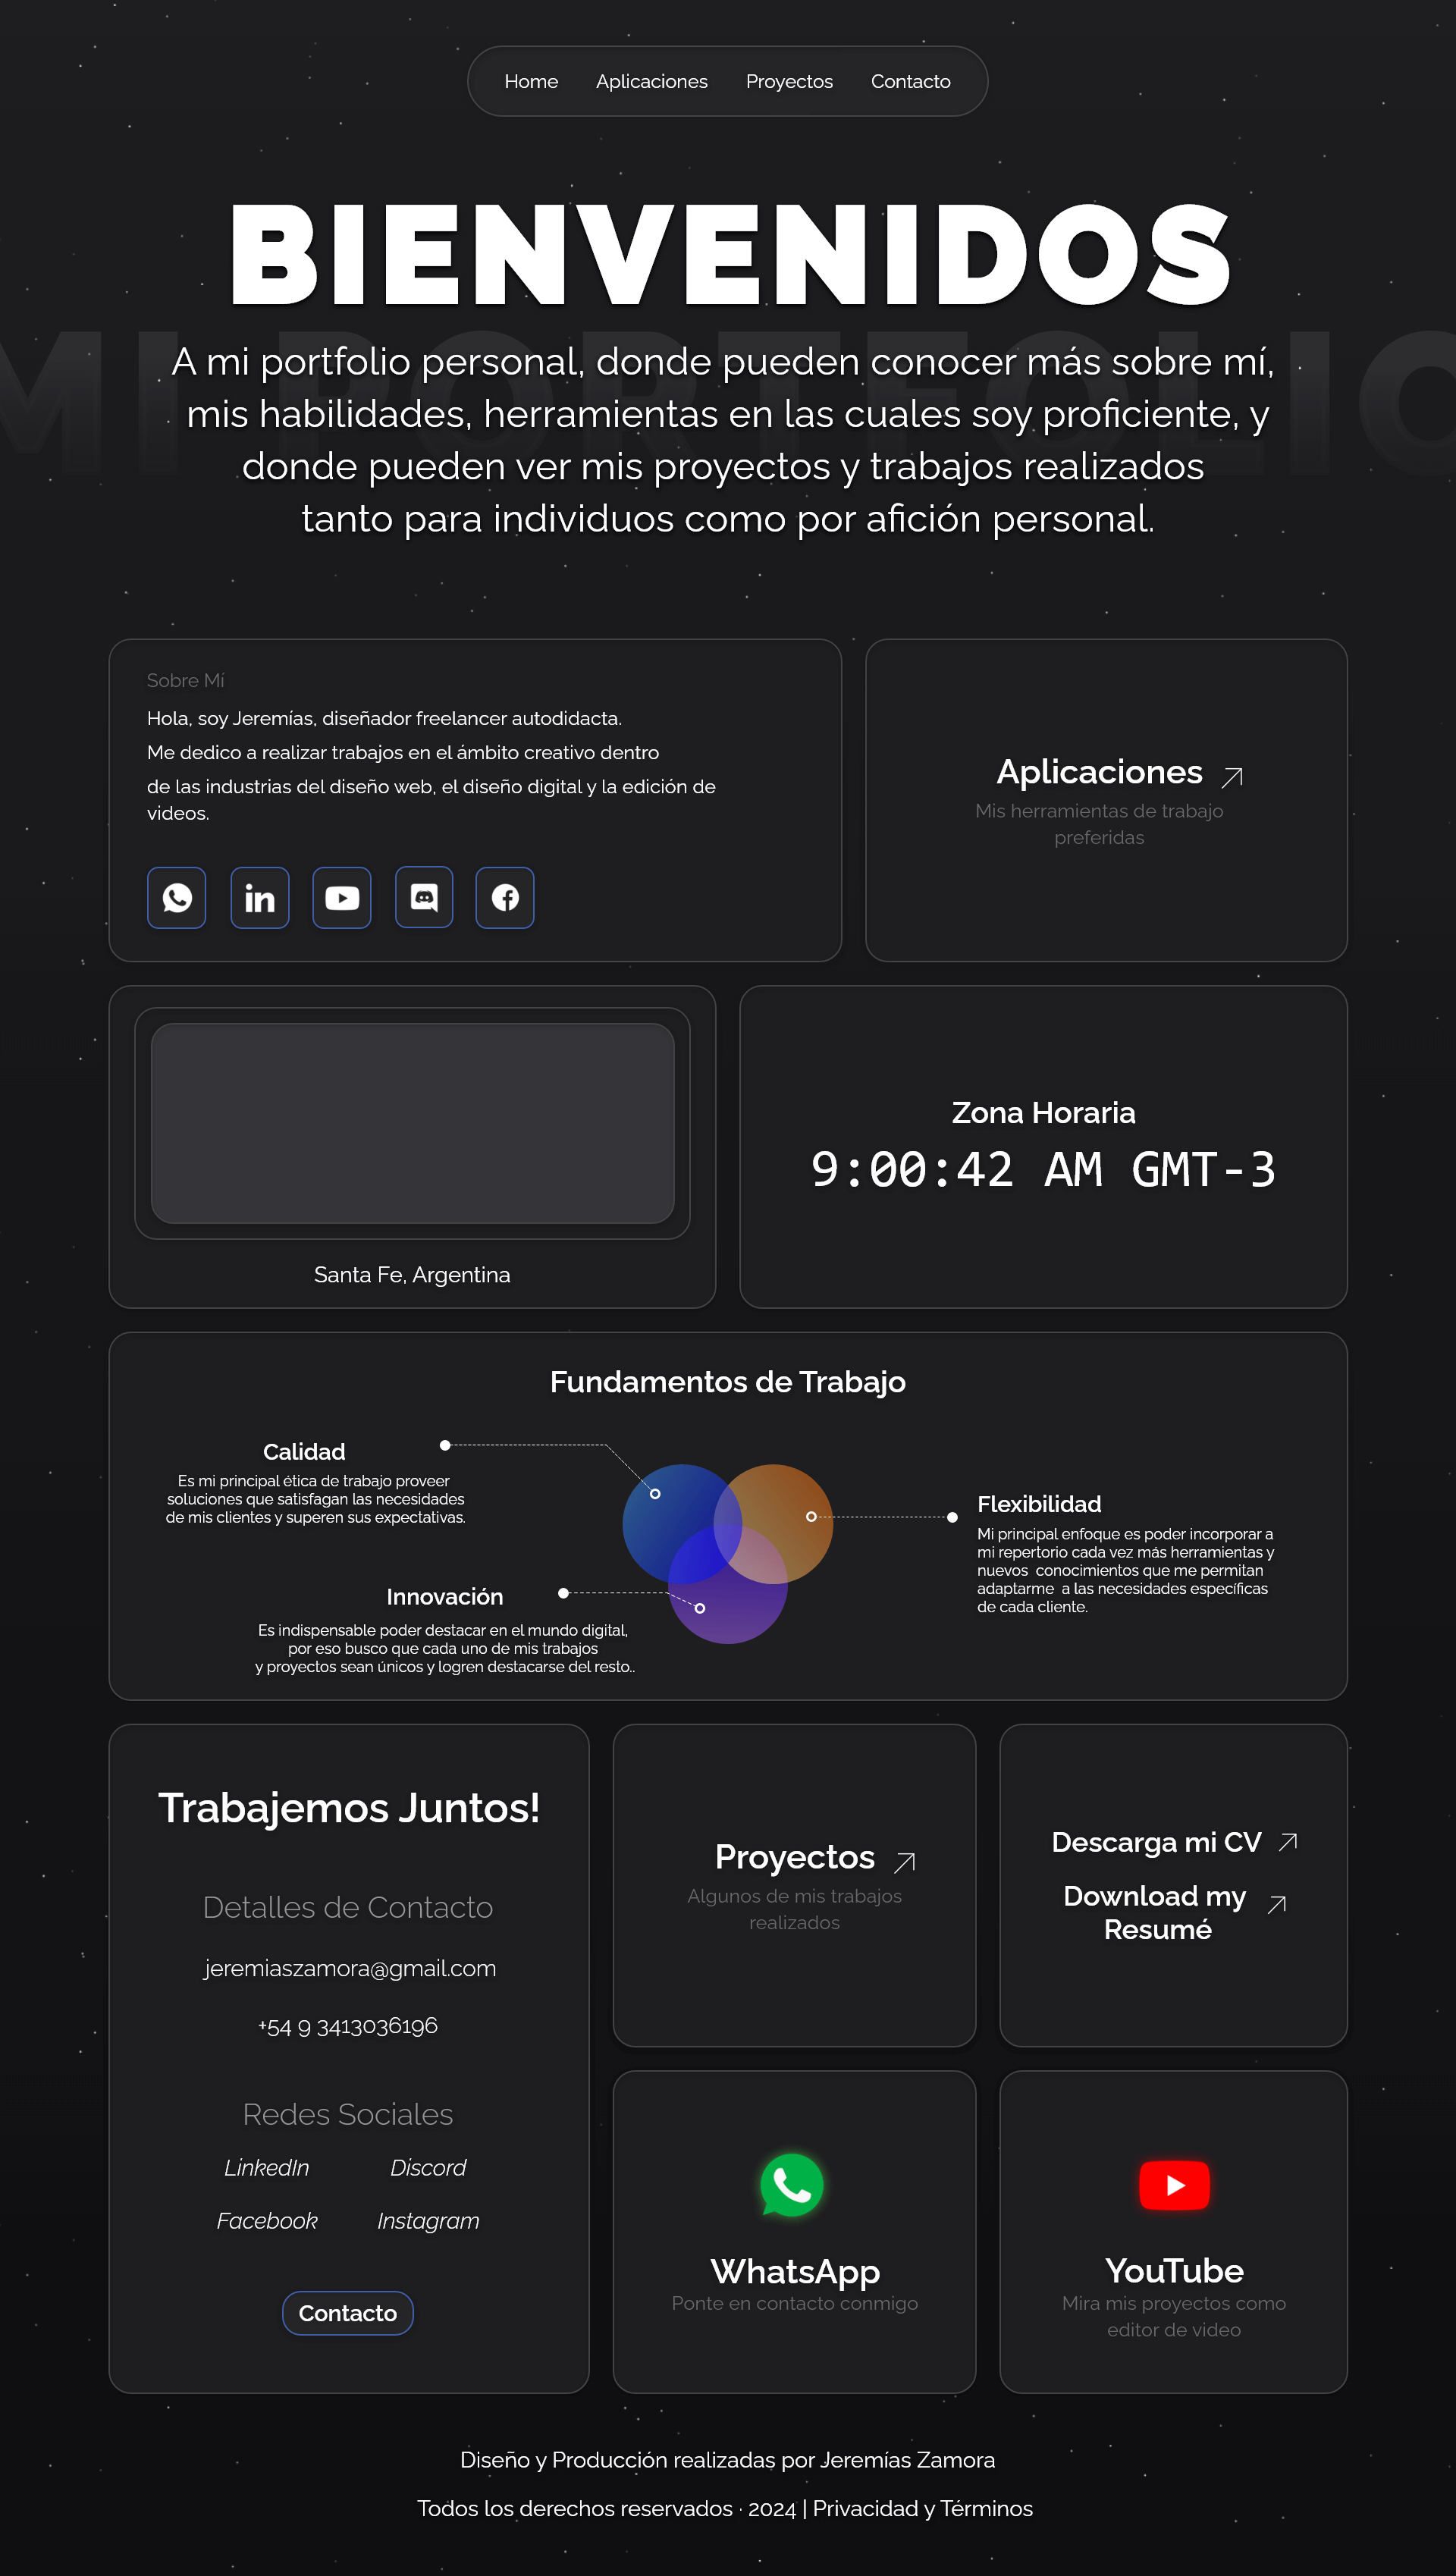 Home Aplicaciones Proyectos Contacto
BIENVENIDOS
MI PORTFOLIO
A mi portfolio personal, donde pueden conocer más sobre mí,
mis habilidades, herramientas en las cuales soy proficiente, y
donde pueden ver mis proyectos y trabajos realizados
tanto para individuos como por afición personal.
Sobre Mí
Hola, soy Jeremías, diseñador freelancer autodidacta.
Me dedico a realizar trabajos en el ámbito creativo dentro
de las industrias del diseño web, el diseño digital y la edición de
videos.
in
Aplicaciones
Mis herramientas de trabajo
preferidas
Santa Fe, Argentina
Zona Horaria
9:00:42 AM GMT-3
Fundamentos de Trabajo
Calidad
Es mi principal ética de trabajo proveer
soluciones que satisfagan las necesidades
de mis clientes y superen sus expectativas.
Flexibilidad
Mi principal enfoque es poder incorporar a
mi repertorio cada vez más herramientas y
nuevos conocimientos que me permitan
adaptarme a las necesidades específicas
de cada cliente.
Innovación
Es indispensable poder destacar en el mundo digital,
por eso busco que cada uno de mis trabajos
y proyectos sean únicos y logren destacarse del resto..
Trabajemos Juntos!
Detalles de Contacto
jeremiaszamora@gmail.com
+54 9 3413036196
Redes Sociales
LinkedIn Discord
Facebook Instagram
Contacto
Proyectos
Algunos de mis trabajos
realizados
Descarga mi CV
Download my
Resumé
WhatsApp
Ponte en contacto conmigo
YouTube
Mira mis proyectos como
editor de video
Diseño y Producción realizadas por Jeremías Zamora
Todos los derechos reservados · 2024 | Privacidad y Términos